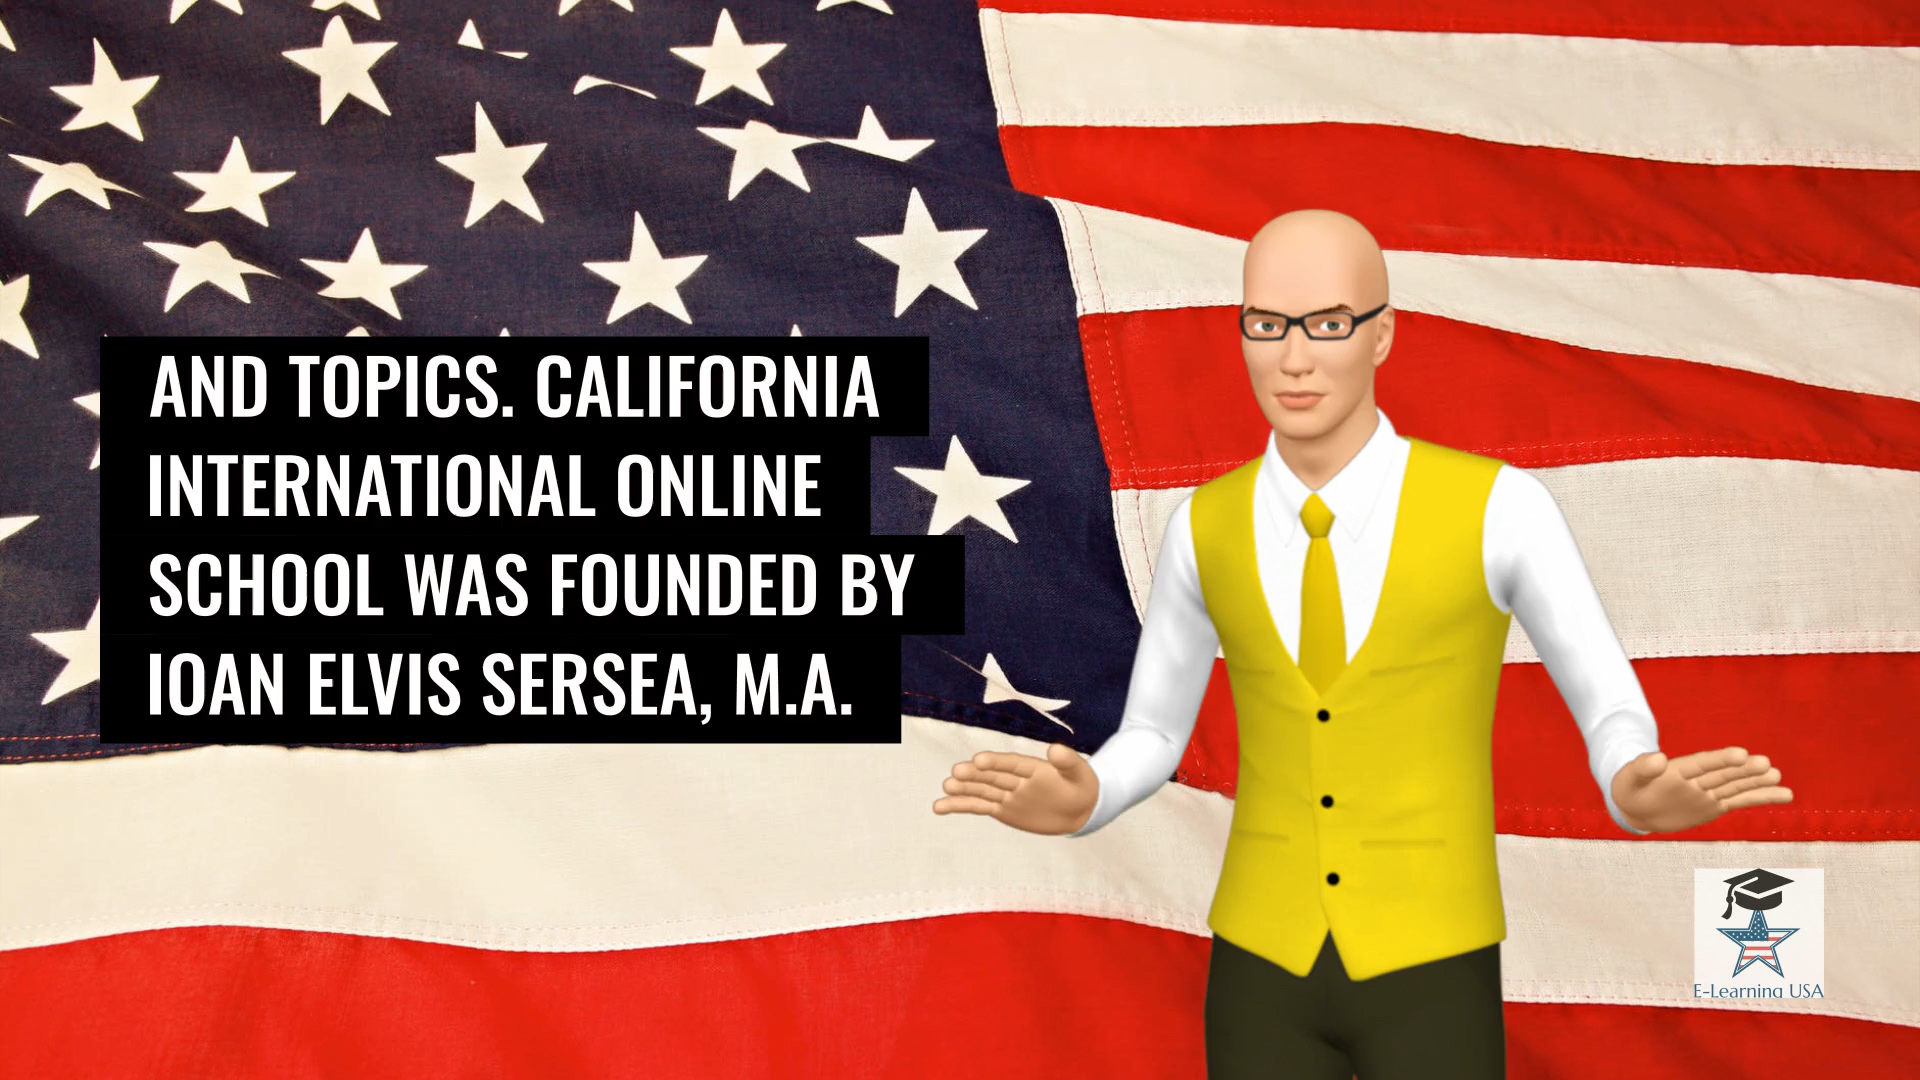 AND TOPICS. CALIFORNIA
INTERNATIONAL ONLINE
SCHOOL WAS FOUNDED BY
IOAN ELVIS SERSEA, M.A.
E-Learning USA